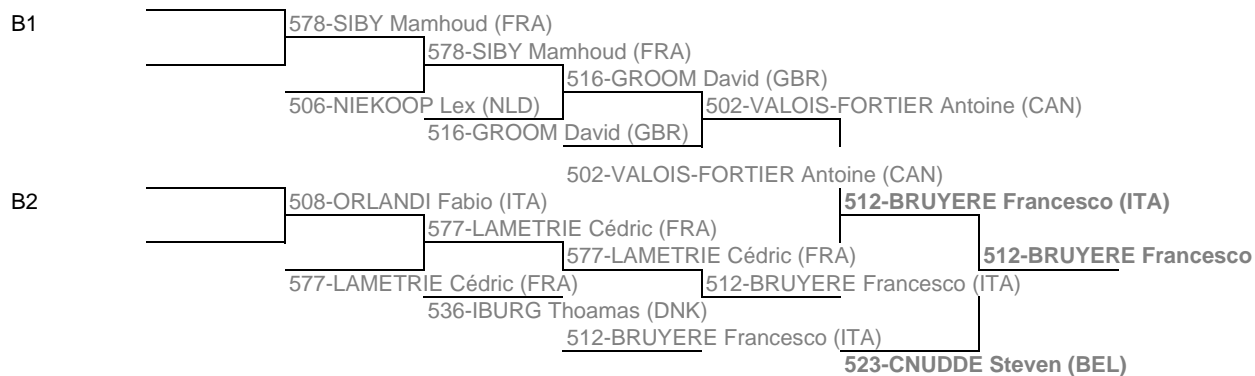 B1
578-SIBY Mamhoud (FRA)
578-SIBY Mamhoud (FRA)
516-GROOM David (GBR)
506-NIEKOOP Lex (NLD)
502-VALOIS-FORTIER Antoine (CAN)
516-GROOM David (GBR)
502-VALOIS-FORTIER Antoine (CAN)
B2
508-ORLANDI Fabio (ITA)
512-BRUYERE Francesco (ITA)
577-LAMETRIE Cédric (FRA)
577-LAMETRIE Cédric (FRA)
512-BRUYERE Francesco
577-LAMETRIE Cédric (FRA)
512-BRUYERE Francesco (ITA)
536-IBURG Thoamas (DNK)
512-BRUYERE Francesco (ITA)
523-CNUDDE Steven (BEL)